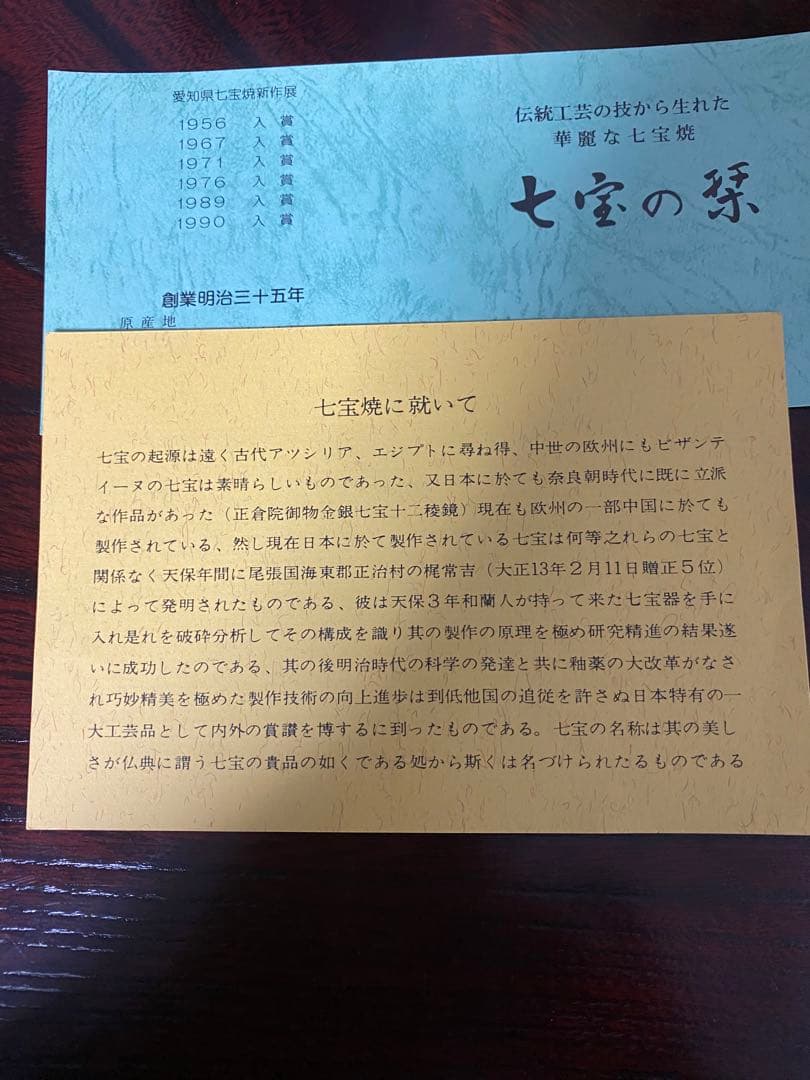 愛知県七宝焼新作展
1956 入賞
1967 入賞
1971 入賞
1976 入賞
1989 入賞
1990 入賞
創業明治三十五年
原産地
伝統工芸の技から生れた
華麗な七宝焼
七宝の栞
七宝焼に就いて
七宝の起源は遠く古代アツシリア、エジプトに尋ね得、中世の欧州にもビザンテ
イーヌの七宝は素晴らしいものであった、又日本に於ても奈良朝時代に既に立派
な作品があった（正倉院御物金銀七宝十二稜鏡）現在も欧州の一部中国に於ても
製作されている、然し現在日本に於て製作されている七宝は何等之れらの七宝と
関係なく天保年間に尾張国海東郡正治村の梶常吉（大正13年2月11日贈正5位）
によって発明されたものである、彼は天保3年和蘭人が持って来た七宝器を手に
入れ是れを破砕分析してその構成を識り其の製作の原理を極め研究精進の結果遂
いに成功したのである、其の後明治時代の科学の発達と共に釉薬の大改革がなさ
れ巧妙精美を極めた製作技術の向上進歩は到低他国の追従を許さぬ日本特有の一
大工芸品として内外の賞讃を博するに到ったものである。七宝の名称は其の美し
さが仏典に謂う七宝の貴品の如くである処から斯くは名づけられたるものである